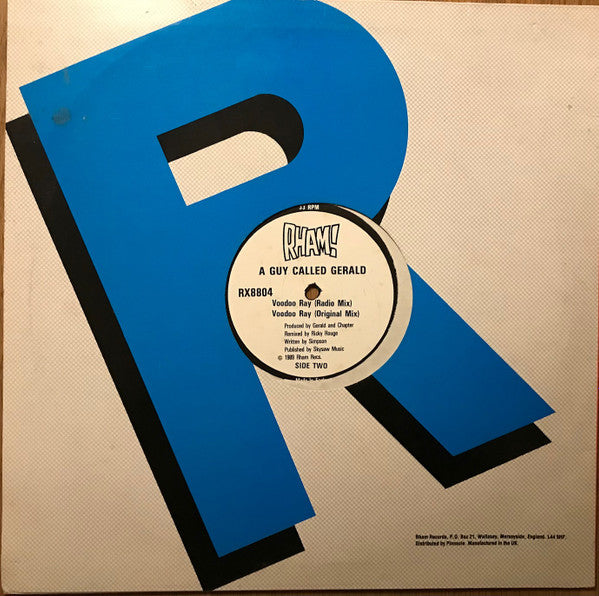 R
33 RPM
RHAM!
A GUY CALLED GERALD
RX8804
Voodoo Ray (Radio Mix)
Voodoo Ray (Original Mix)
Produced by Gerald and Chapter
Remixed by Ricky Rouge
Written by Simpson
Published by Skysaw Music
© 1989 Rham Recs.
SIDE TWO
Rham Records, P.O. Box 21, Wallasey, Merseyside, England. L44
Distributed by Pinnacle. Manufactured in the UK.